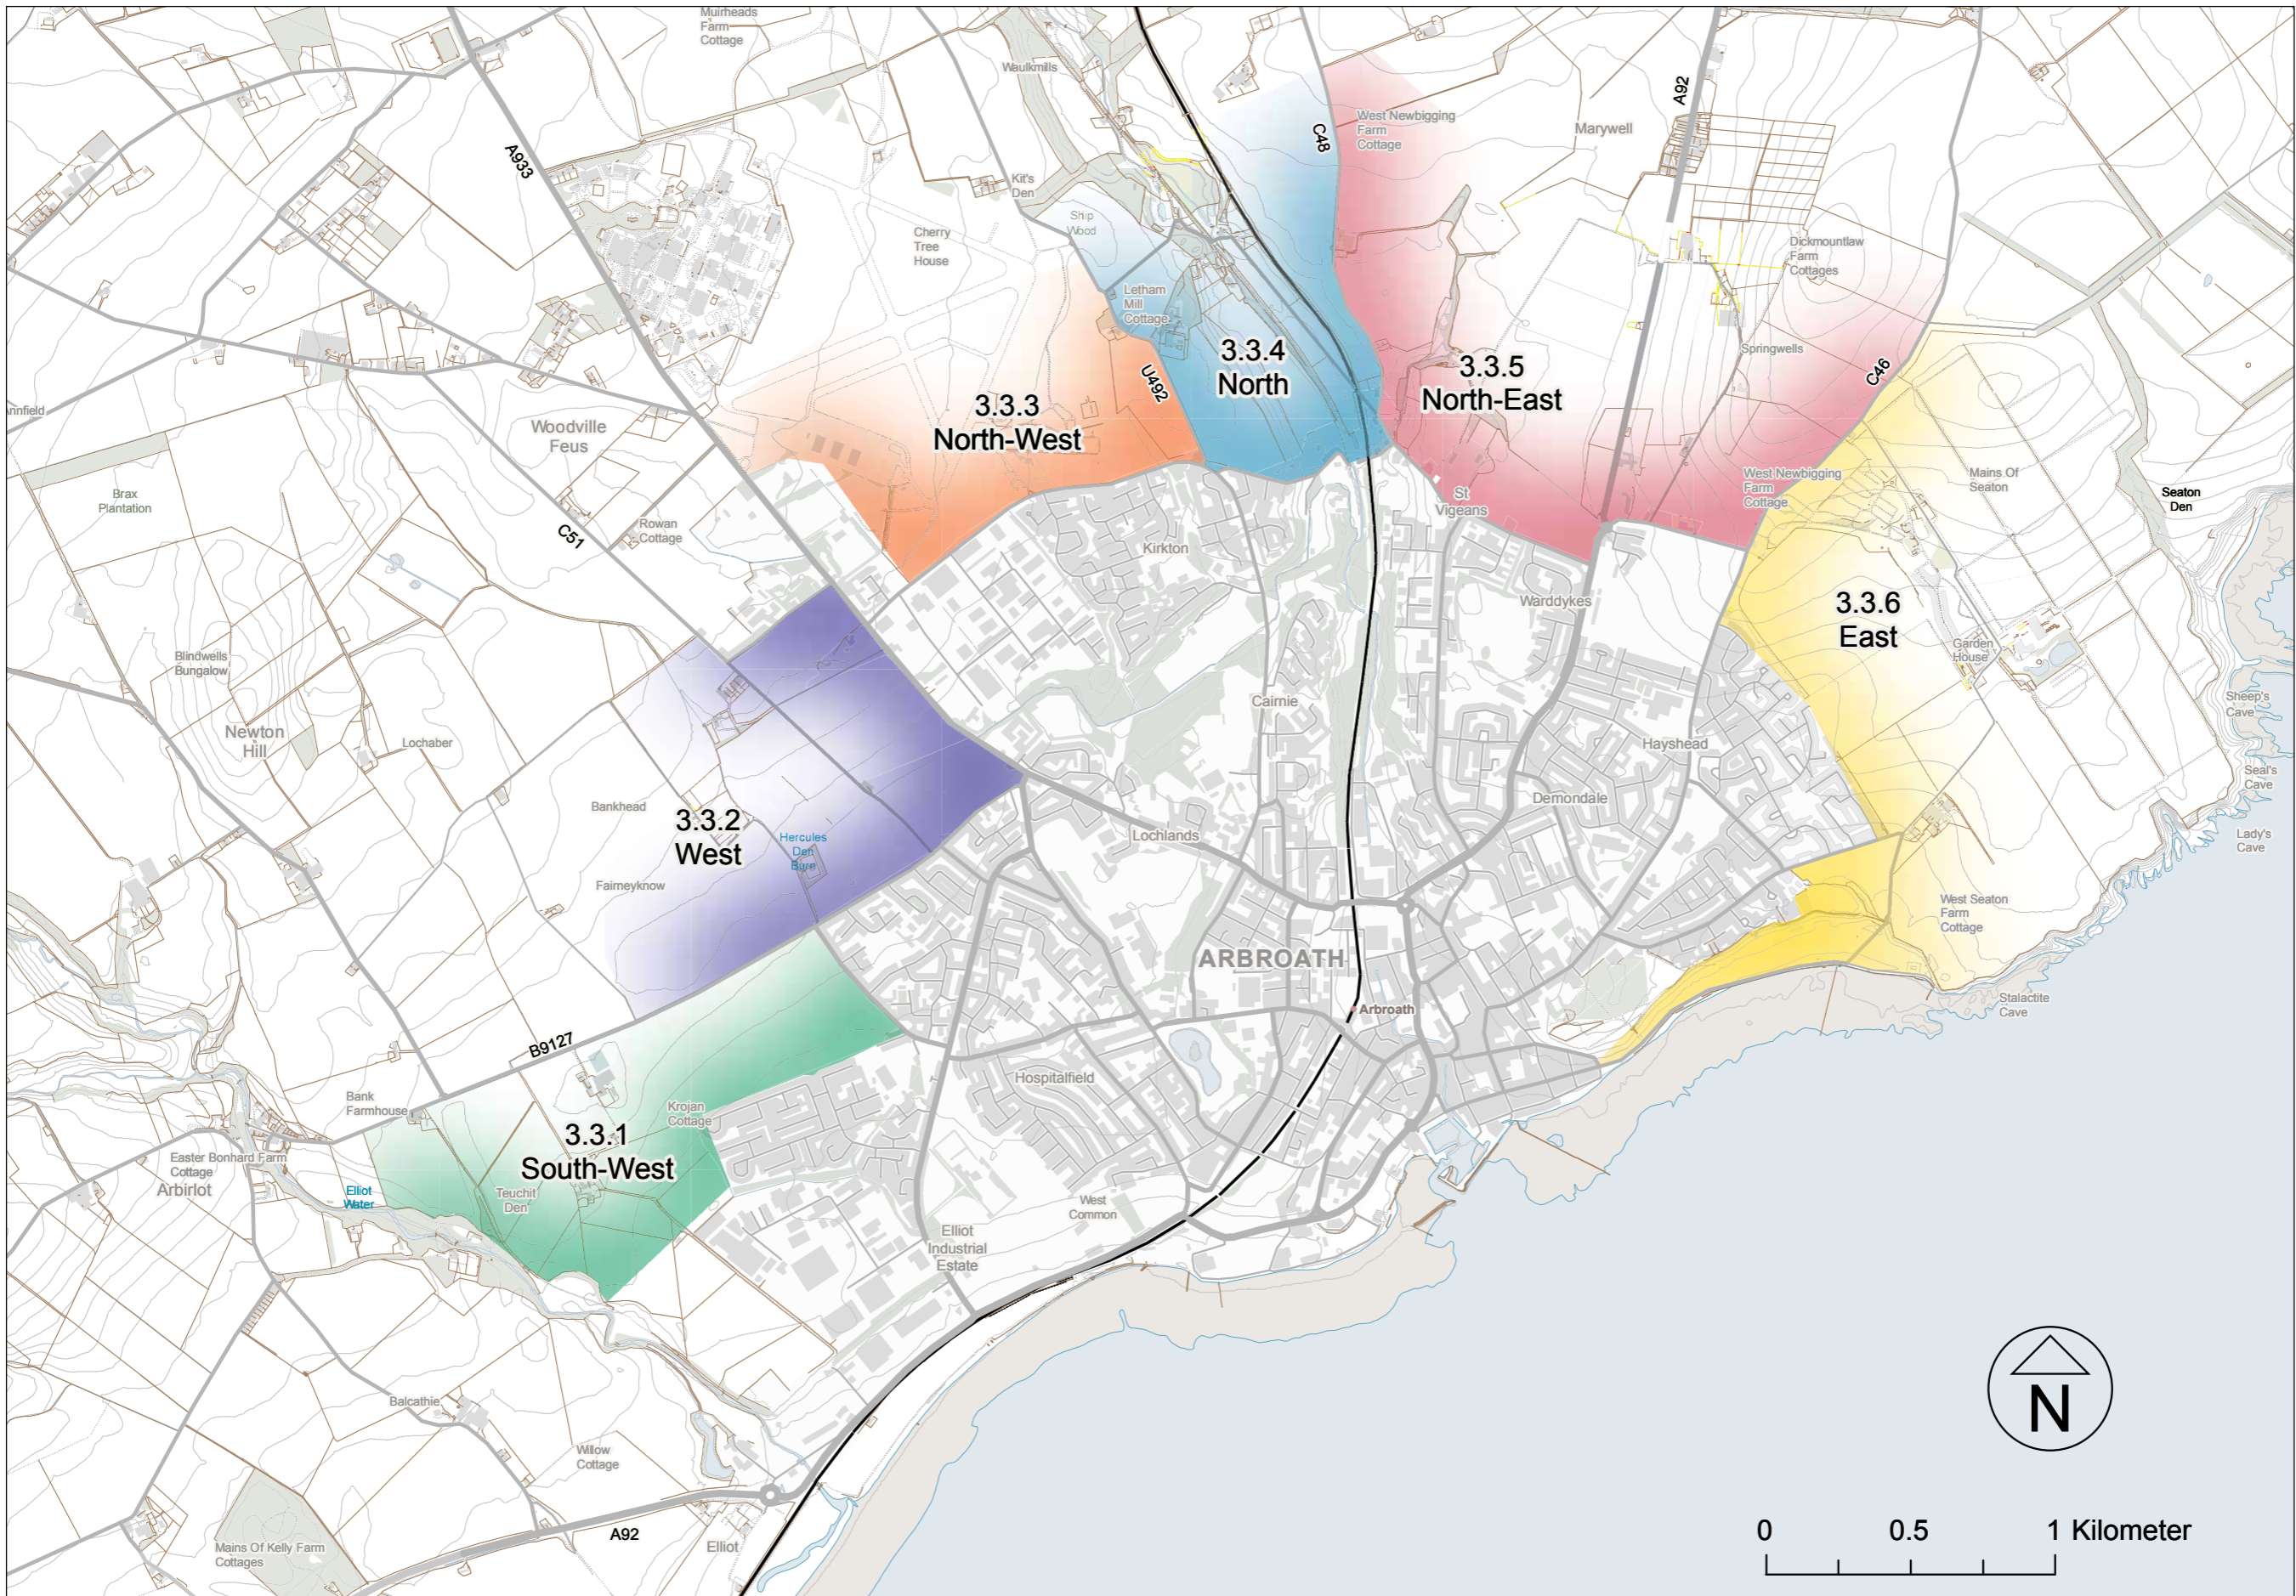 Muirheads
Farm
Cottage
Waulkmills
A933
C48
West Newbigging
Farm
Cottage
A92
Marywell
Kit's
Den
Ship
Wood
Cherry
Tree
House
Dickmountlaw
Farm
Cottages
Letham
Mill
Cottage
3.3.4
North
3.3.5
North-East
Springwells
C46
U492
3.3.3
North-West
Woodville
Feus
Brax
Plantation
C51
Rowan
Cottage
Kirkton
St
Vigeans
West Newbigging
Farm
Cottage
Mains Of
Seaton
Seaton
Den
Warddykes
3.3.6
East
Garden
House
Blindwells
Bungalow
Newton
Hill
Lochaber
Cairnie
Hayshead
Sheep's
Cave
Seal's
Cave
Lady's
Cave
Bankhead
3.3.2
West
Hercules
Den
Burn
Fairneyknow
Lochlands
Demondale
West Seaton
Farm
Cottage
ARBROATH
Arbroath
Stalactite
Cave
B9127
Bank
Farmhouse
Krojan
Cottage
Hospitalfield
3.3.1
South-West
Easter Bonhard Farm
Cottage
Arbirlot
Elliot
Water
Teuchit
Den
West
Common
Elliot
Industrial
Estate
Balcathie
Willow
Cottage
A92
Elliot
Mains Of Kelly Farm
Cottages
N
0 0.5 1 Kilometer